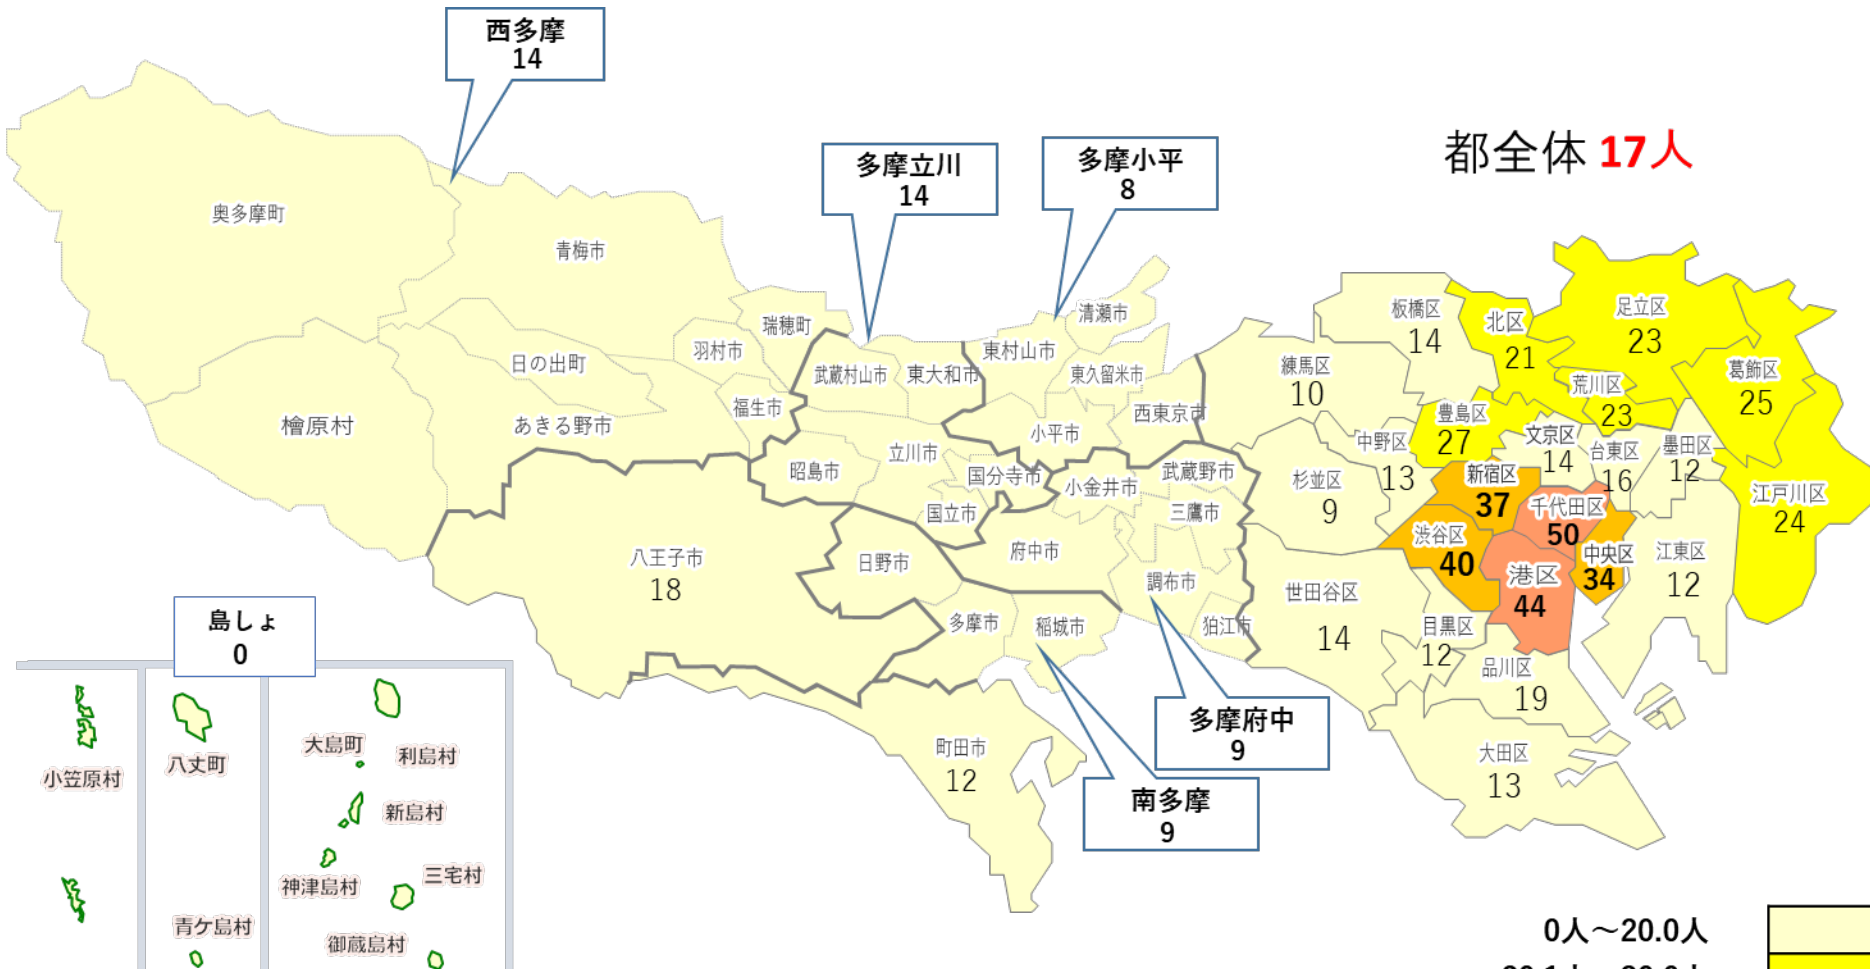 西多摩
14
多摩立川
14
多摩小平
8
都全体 17人
奥多摩町
青梅市
瑞穂町
羽村市
日の出町
福生市
あきる野市
檜原村
武蔵村山市
東大和市
東村山市
清瀬市
東久留米市
西東京市
小平市
昭島市
立川市
国分寺市
国立市
小金井市
武蔵野市
三鷹市
府中市
調布市
狛江市
八王子市
18
日野市
多摩市
稲城市
町田市
12
多摩府中
9
南多摩
9
板橋区
14
北区
21
足立区
23
葛飾区
25
荒川区
23
練馬区
10
豊島区
27
文京区
14
台東区
16
墨田区
12
江戸川区
24
中野区
13
杉並区
9
新宿区
37
千代田区
50
渋谷区
40
中央区
34
港区
44
江東区
12
世田谷区
14
目黒区
12
品川区
19
大田区
13
島しょ
0
小笠原村
八丈町
青ケ島村
大島町
利島村
新島村
神津島村
三宅村
御蔵島村
0人～20.0人